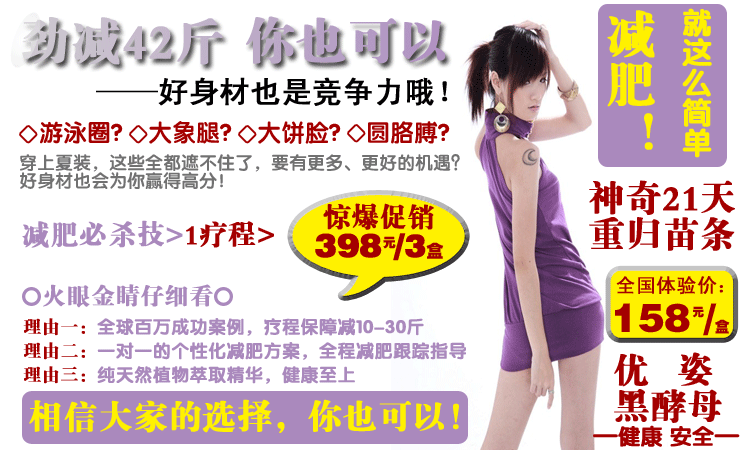 劲减42斤 你也可以
——好身材也是竞争力哦！
◇游泳圈？◇大象腿？◇大饼脸？◇圆胳膊？
穿上夏装，这些全都遮不住了，要有更多、更好的机遇？
好身材也会为你赢得高分！
减肥必杀技>1疗程>
惊爆促销
398元/3盒
〇火眼金睛仔细看〇
理由一：全球百万成功案例，疗程保障减10-30斤
理由二：一对一的个性化减肥方案，全程减肥跟踪指导
理由三：纯天然植物萃取精华，健康至上
相信大家的选择，你也可以！
减肥！
就这么简单
神奇21天
重归苗条
全国体验价：
158元/盒
优 姿
黑酵母
—健康 安全—